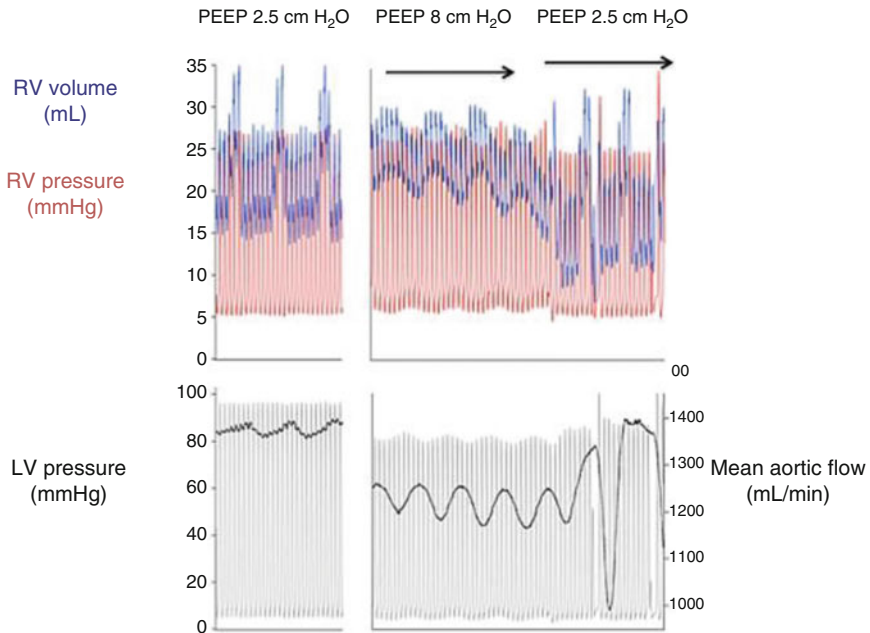 PEEP 2.5 cm H₂O PEEP 8 cm H₂O PEEP 2.5 cm H₂O
RV volume
(mL)
RV pressure
(mmHg)
35
30
25
20
15
10
5
0
00
LV pressure
(mmHg)
100
80
60
40
20
0
1400
1300
1200
1100
1000
Mean aortic flow
(mL/min)